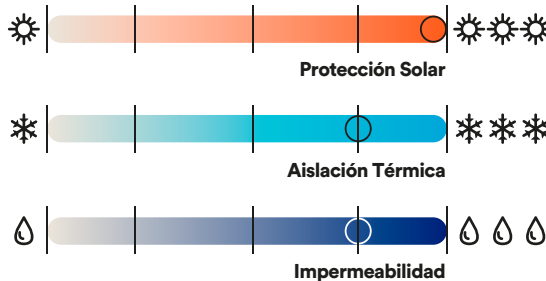 Protección Solar
Aislación Térmica
Impermeabilidad